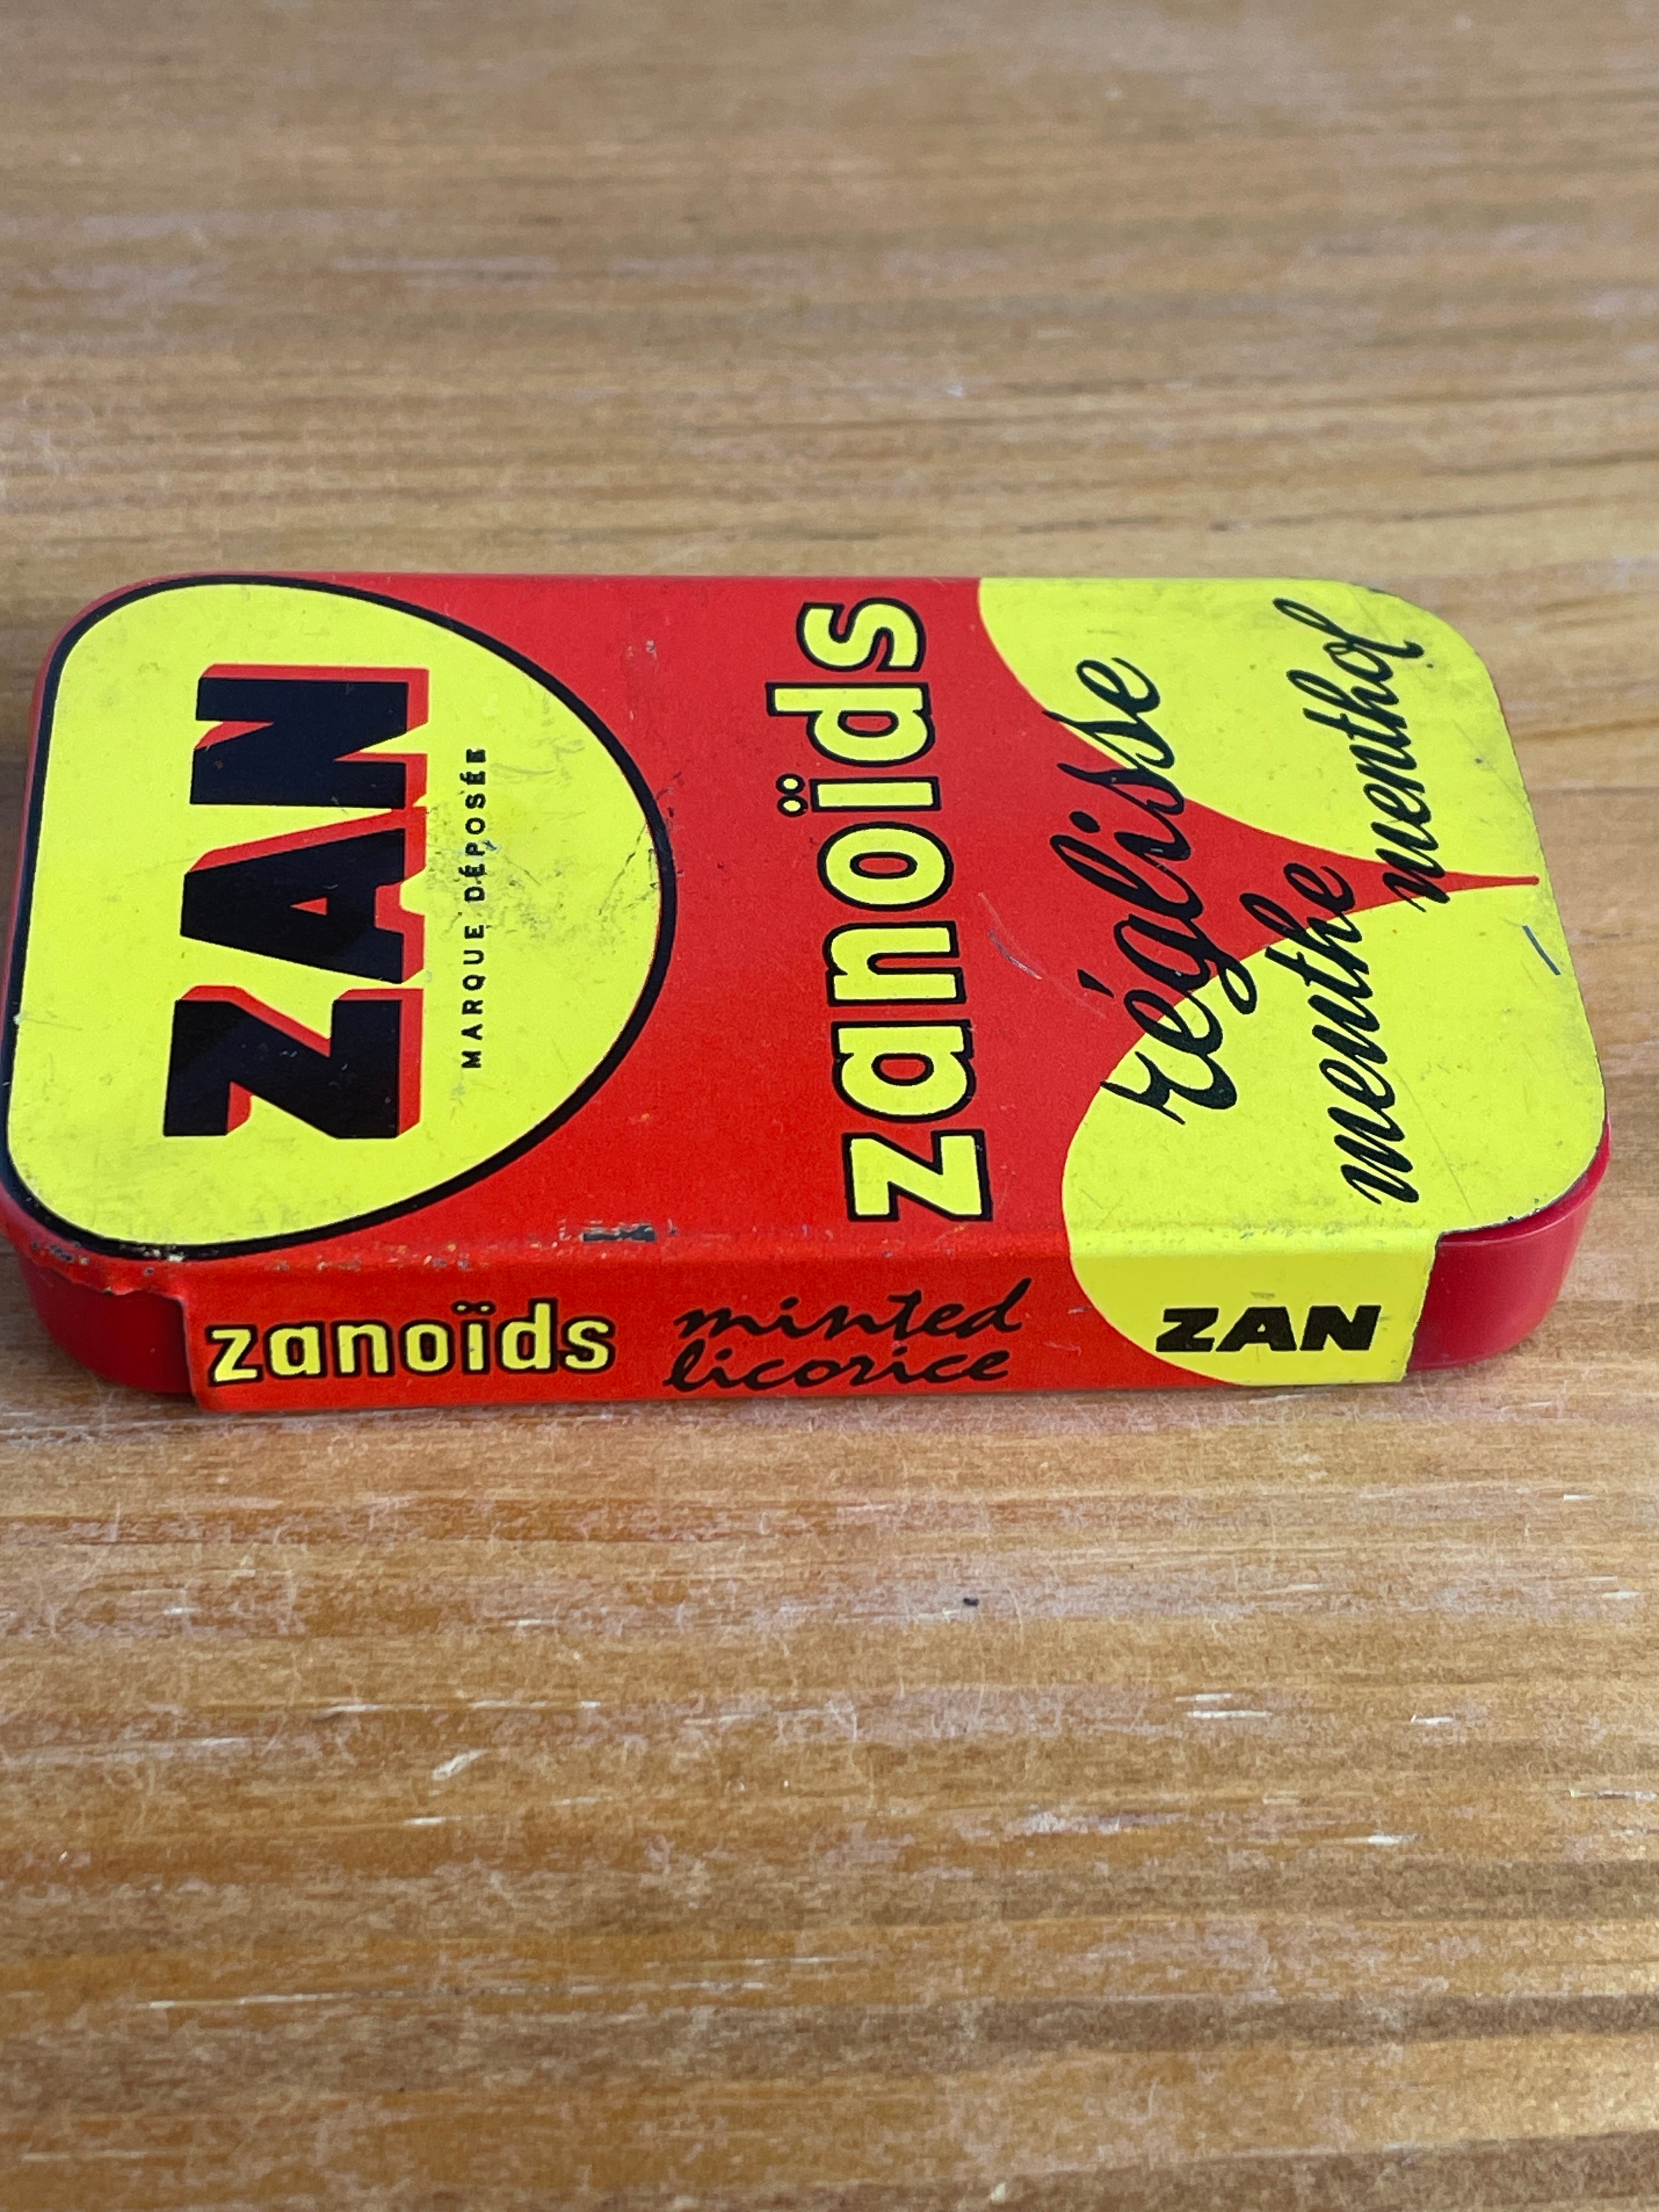 ZAN
MARQUE DÉPOSÉE
zanoïds
réglisse
menthe
menthol
zanoïds
minted
licorice
ZAN